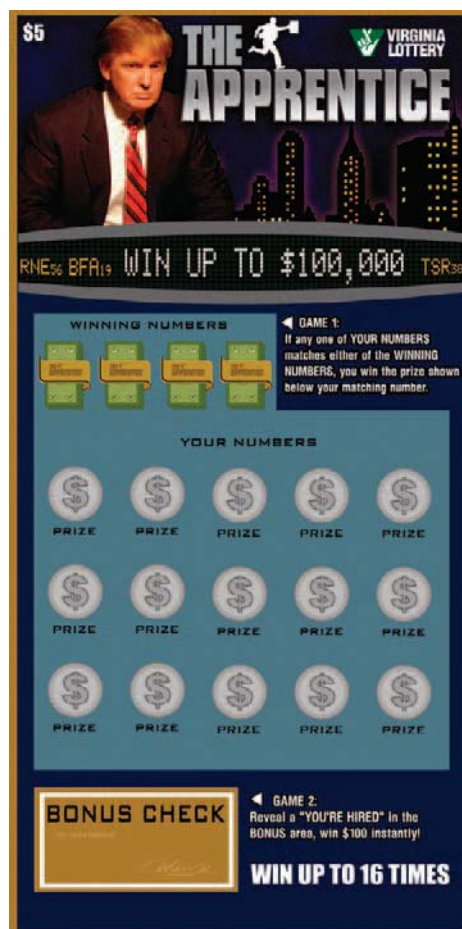 $5
THE
APPRENTICE
VIRGINIA
LOTTERY
RNE56 BFA19 WIN UP TO $100,000 TSR38
WINNING NUMBERS
◀ GAME 1:
If any one of YOUR NUMBERS
matches either of the WINNING
NUMBERS, you win the prize shown
below your matching number.
YOUR NUMBERS
$ $ $ $ $
PRIZE PRIZE PRIZE PRIZE PRIZE
$ $ $ $ $
PRIZE PRIZE PRIZE PRIZE PRIZE
$ $ $ $ $
PRIZE PRIZE PRIZE PRIZE PRIZE
BONUS CHECK
◀ GAME 2:
Reveal a "YOU'RE HIRED" in the
BONUS area, win $100 instantly!
WIN UP TO 16 TIMES